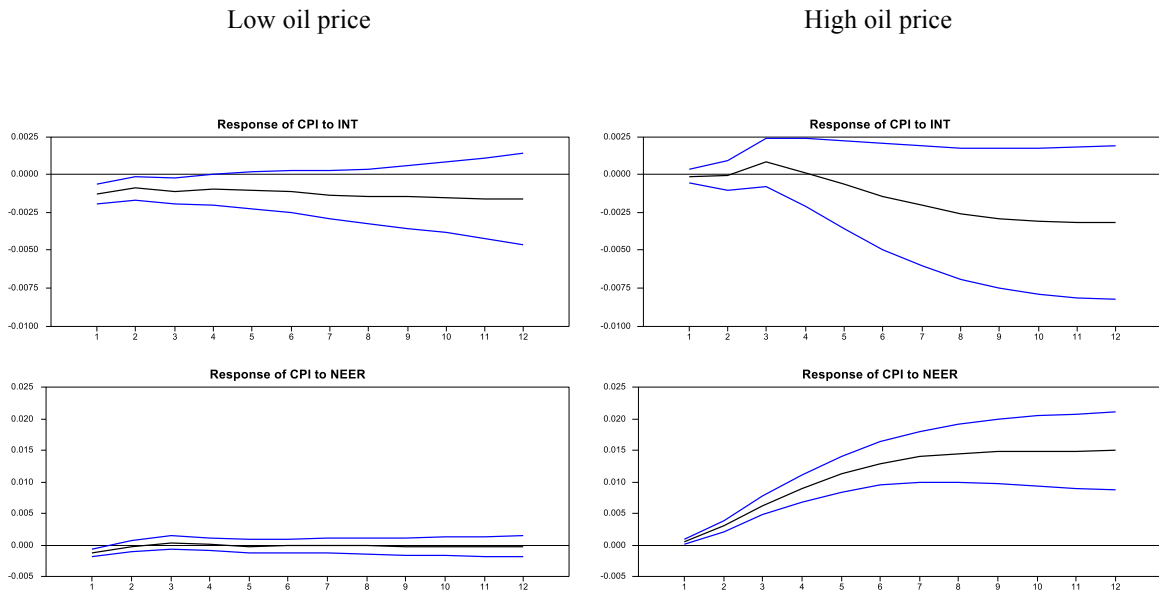 Low oil price
High oil price
Response of CPI to INT
0.0025
0.0000
-0.0025
-0.0050
-0.0075
-0.0100
1 2 3 4 5 6 7 8 9 10 11 12
Response of CPI to INT
0.0025
0.0000
-0.0025
-0.0050
-0.0075
-0.0100
1 2 3 4 5 6 7 8 9 10 11 12
Response of CPI to NEER
0.025
0.020
0.015
0.010
0.005
0.000
-0.005
1 2 3 4 5 6 7 8 9 10 11 12
Response of CPI to NEER
0.025
0.020
0.015
0.010
0.005
0.000
-0.005
1 2 3 4 5 6 7 8 9 10 11 12